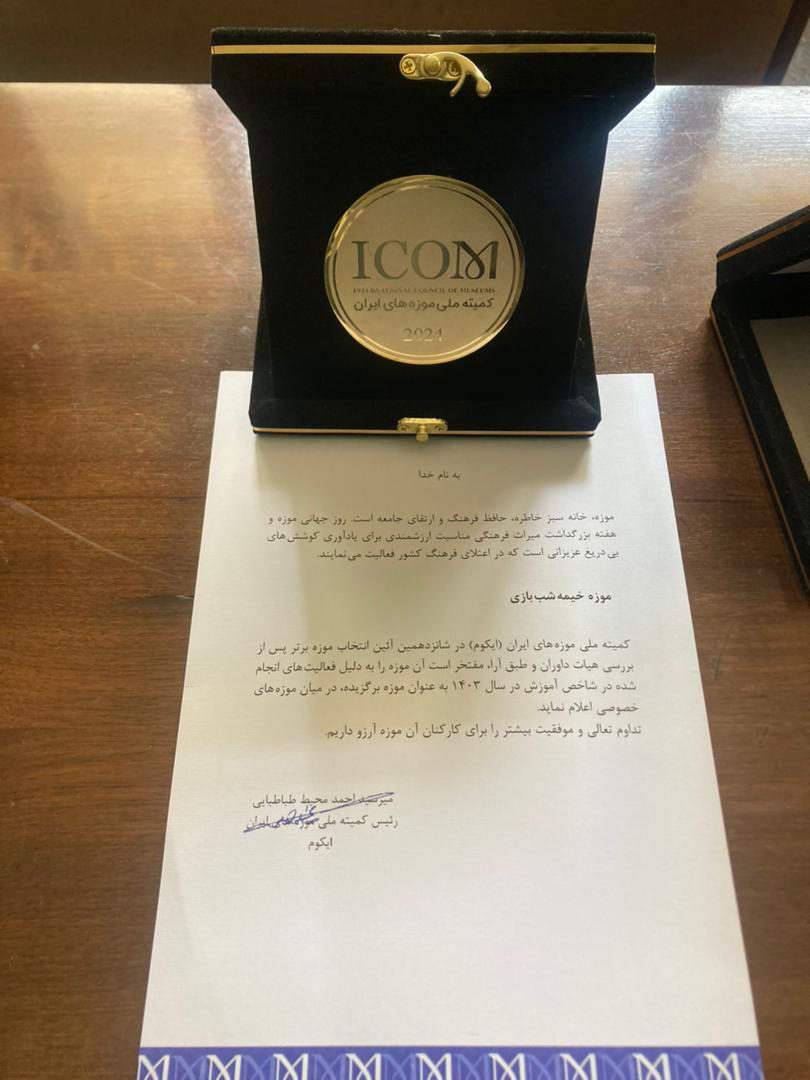 ICOM
INTERNATIONAL COUNCIL OF MUSEUMS
کمیته ملی موزه‌های ایران
2024
به نام خدا
موزه، خانه سبز خاطره، حافظ فرهنگ و ارتقای جامعه است. روز جهانی موزه و
هفته بزرگداشت میراث فرهنگی مناسبت ارزشمندی برای یادآوری کوشش‌های
بی‌دریغ عزیزانی است که در اعتلای فرهنگ کشور فعالیت می‌نمایند.
موزه خیمه شب‌بازی
کمیته ملی موزه‌های ایران (ایکوم) در شانزدهمین آئین انتخاب موزه برتر پس از
بررسی هیات داوران و طبق آرا، مفتخر است آن موزه را به دلیل فعالیت‌های انجام
شده در شاخص آموزش در سال ۱۴۰۳ به عنوان موزه برگزیده، در میان موزه‌های
خصوصی اعلام نماید.
تداوم تعالی و موفقیت بیشتر را برای کارکنان آن موزه آرزو داریم.
میرسید احمد محیط طباطبایی
رئیس کمیته ملی موزه‌های ایران
ایکوم